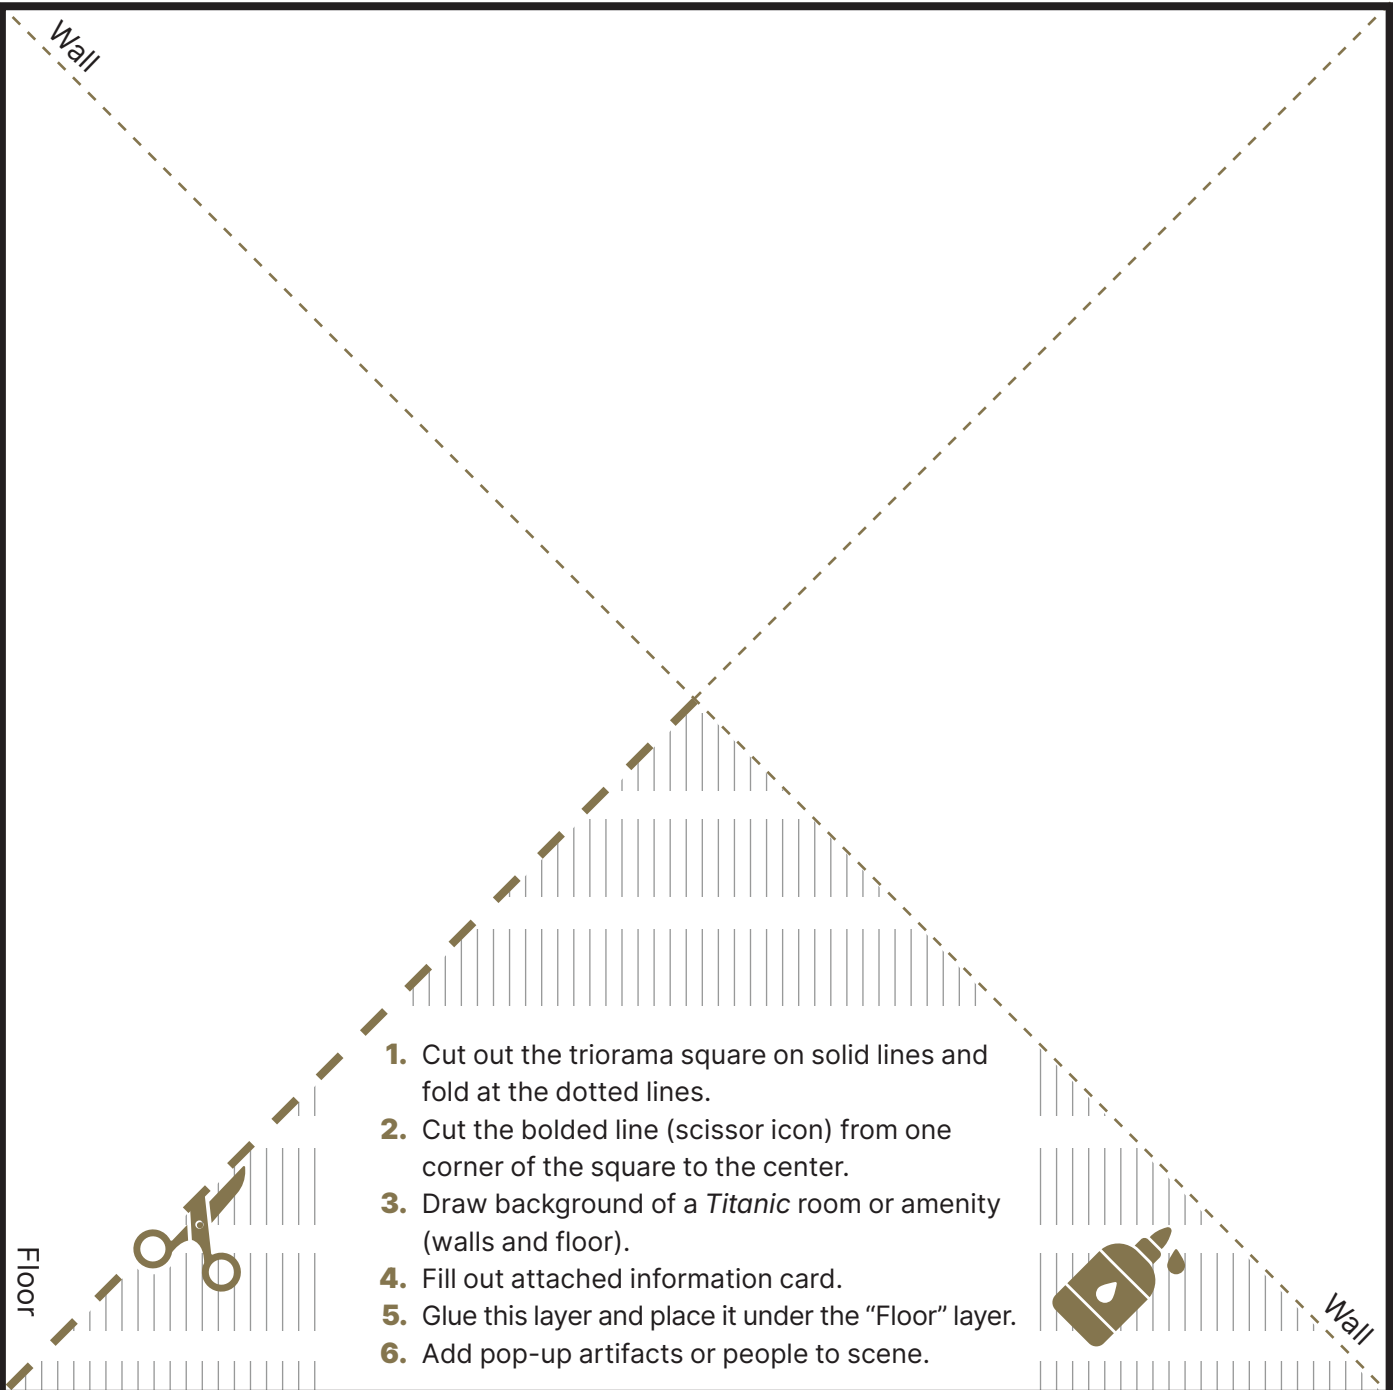 Wall
1. Cut out the triorama square on solid lines and
fold at the dotted lines.
2. Cut the bolded line (scissor icon) from one
corner of the square to the center.
3. Draw background of a Titanic room or amenity
(walls and floor).
4. Fill out attached information card.
5. Glue this layer and place it under the “Floor” layer.
6. Add pop-up artifacts or people to scene.
Floor
Wall